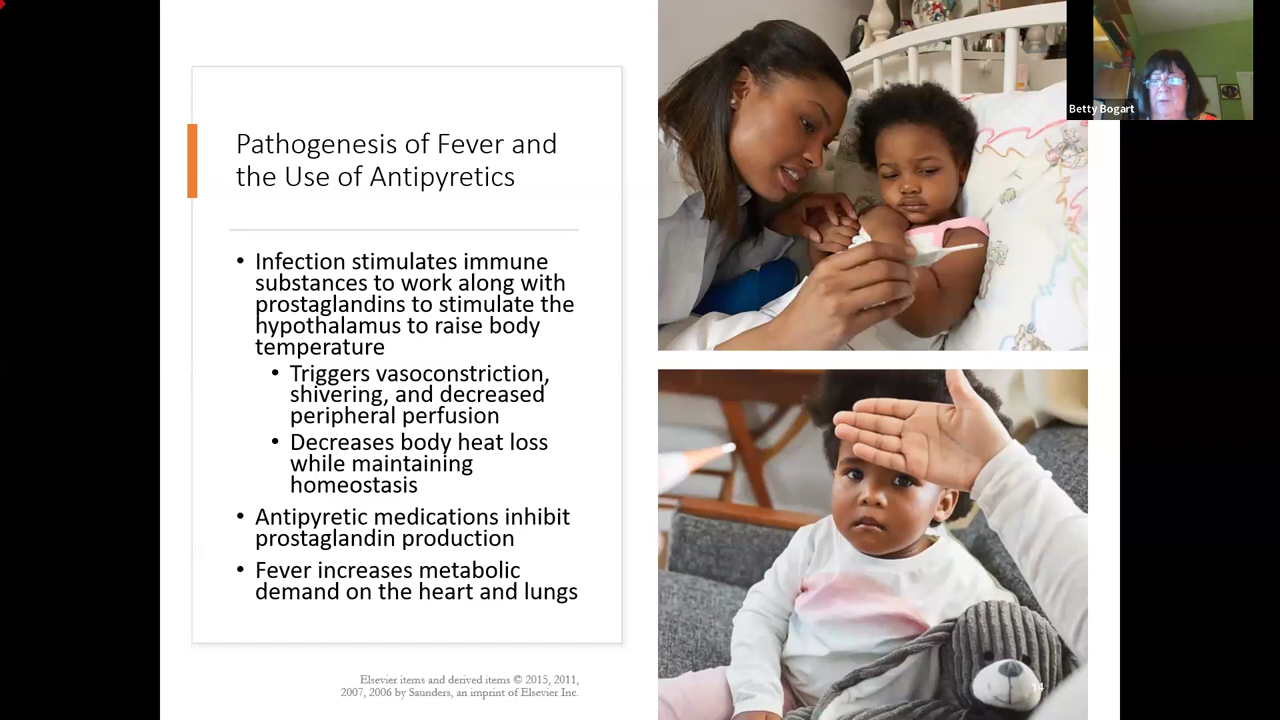 Betty Bogart
Pathogenesis of Fever and
the Use of Antipyretics
• Infection stimulates immune
substances to work along with
prostaglandins to stimulate the
hypothalamus to raise body
temperature
• Triggers vasoconstriction,
shivering, and decreased
peripheral perfusion
• Decreases body heat loss
while maintaining
homeostasis
• Antipyretic medications inhibit
prostaglandin production
• Fever increases metabolic
demand on the heart and lungs
Elsevier items and derived items © 2015, 2011,
2007, 2006 by Saunders, an imprint of Elsevier Inc.
14